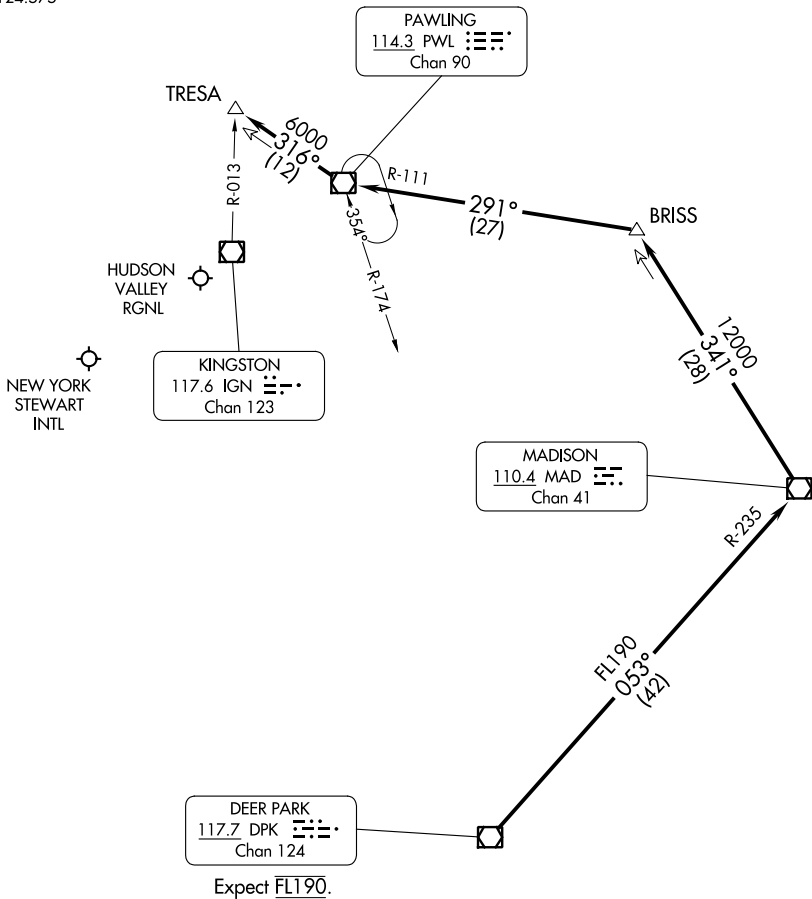 PAWLING
114.3 PWL
Chan 90
TRESA
6000
316°
(12)
R-013
R-111
291°
(27)
BRISS
354°
R-174
HUDSON
VALLEY
RGNL
12000
341°
(28)
KINGSTON
117.6 IGN
Chan 123
NEW YORK
STEWART
INTL
MADISON
110.4 MAD
Chan 41
R-235
FL190
053°
(42)
DEER PARK
117.7 DPK
Chan 124
Expect FL190.